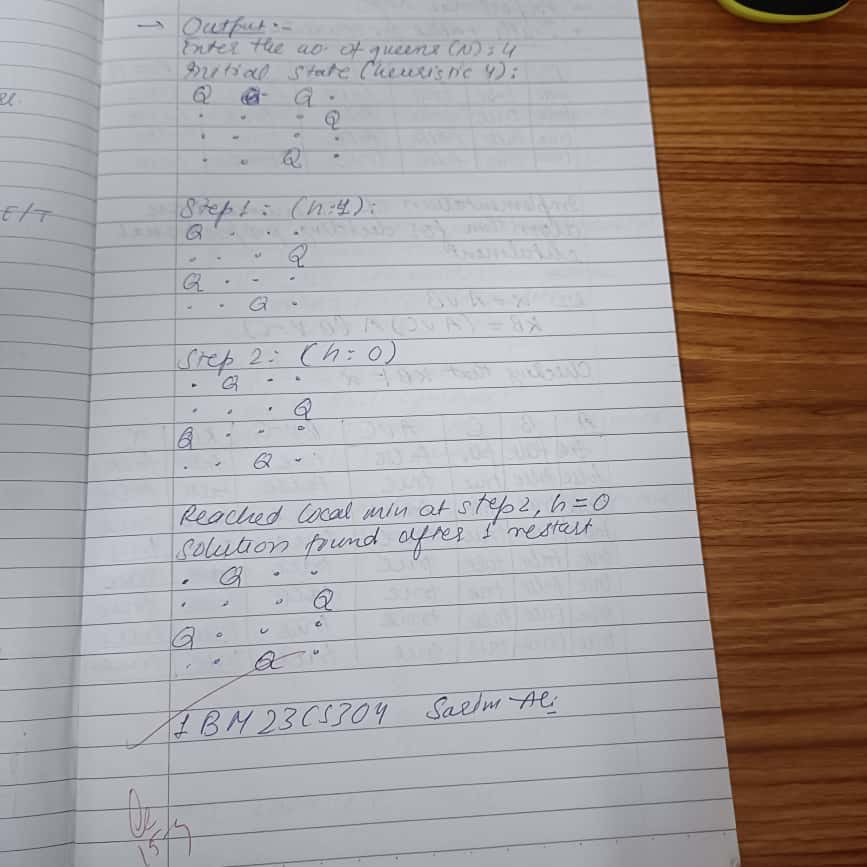 → Output:-
Enter the no. of queens (N): 4
Initial state (heuristic 4):
Q Q Q .
. . . Q
. . . .
. . Q .
Step 1: (h:1):
Q . . .
. . . Q
Q . . .
. . Q .
Step 2: (h: 0)
. Q . .
. . . Q
Q . . .
. . Q .
Reached local min at step 2, h = 0
Solution found after 1 restart
. Q . .
. . . Q
Q . . .
. . Q .
1BM23CS304 Saslm Ali
E/T